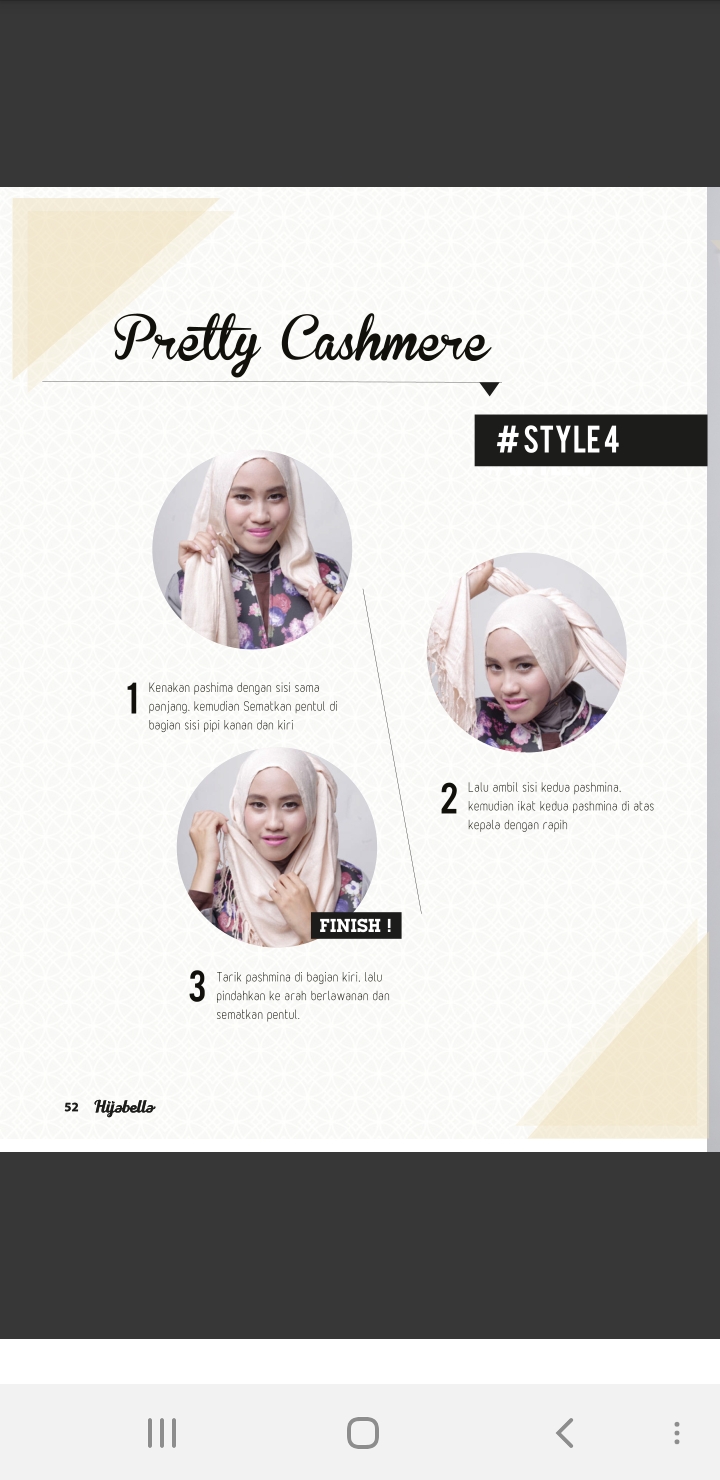 Pretty Cashmere
#STYLE4
1
Kenakan pashima dengan sisi sama
panjang, kemudian Sematkan pentul di
bagian sisi pipi kanan dan kiri
2
Lalu ambil sisi kedua pashmina,
kemudian ikat kedua pashmina di atas
kepala dengan rapih
FINISH !
3
Tarik pashmina di bagian kiri, lalu
pindahkan ke arah berlawanan dan
sematkan pentul.
52 Hijabella